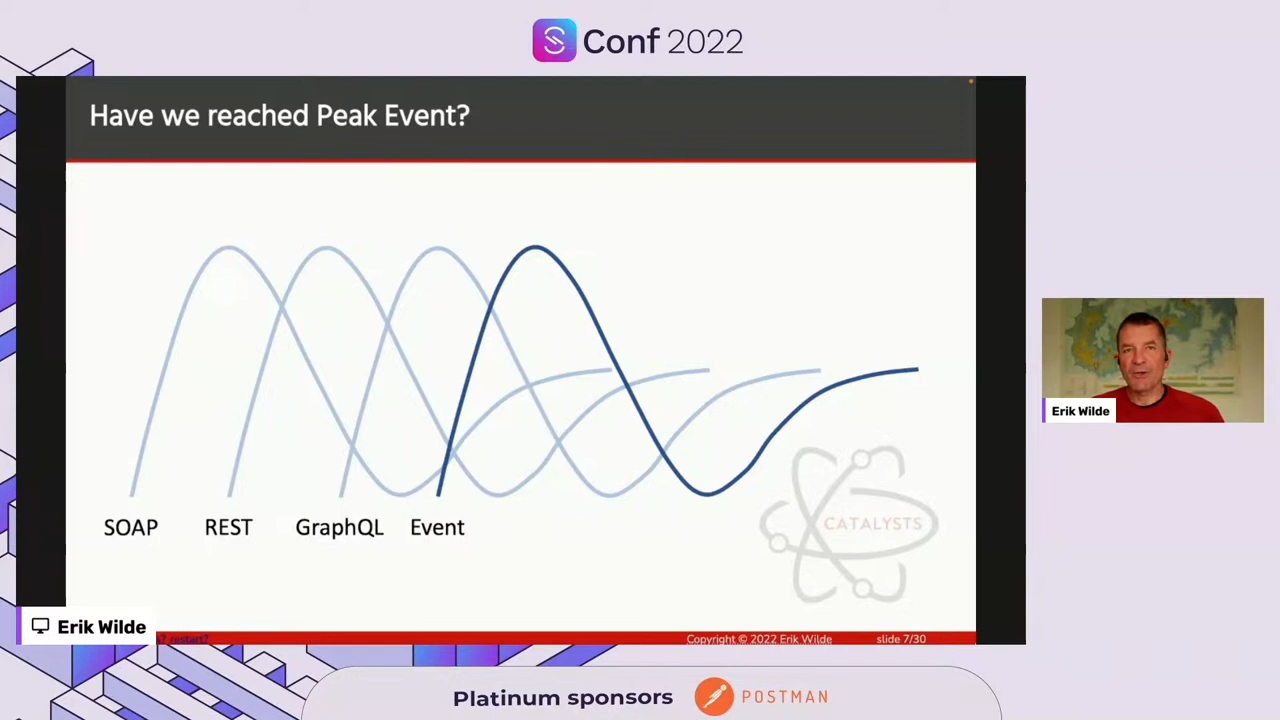 Conf 2022
Have we reached Peak Event?
SOAP
REST
GraphQL
Event
CATALYSTS
Erik Wilde
Erik Wilde
? restart?
Copyright © 2022 Erik Wilde
slide 7/30
Platinum sponsors
POSTMAN